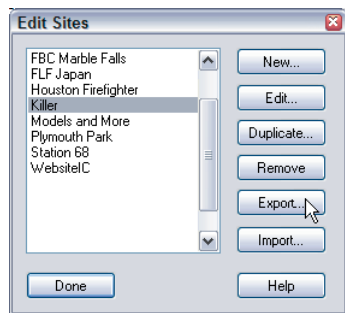 Edit Sites
FBC Marble Falls
FLF Japan
Houston Firefighter
Killer
Models and More
Plymouth Park
Station 68
WebsiteIC
New...
Edit...
Duplicate...
Remove
Export...
Import...
Done
Help